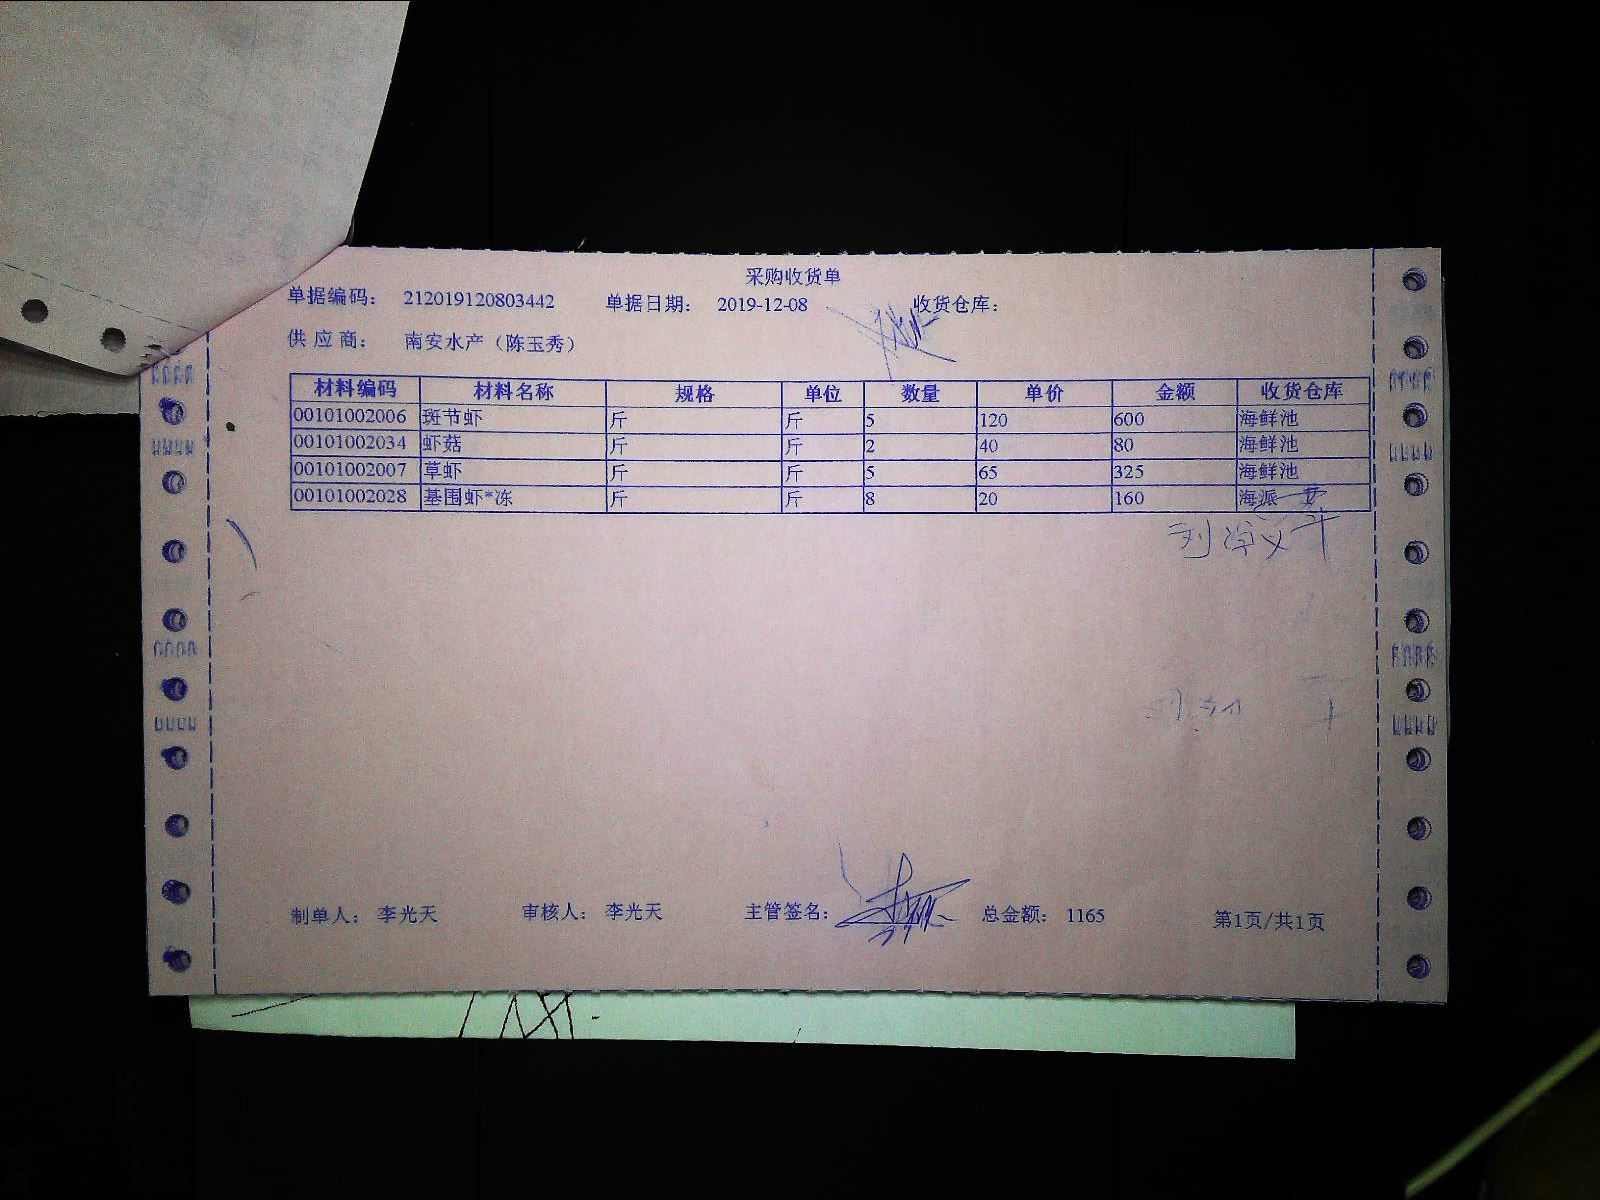 采购收货单
单据编码： 212019120803442 单据日期： 2019-12-08 收货仓库：
供 应 商： 南安水产（陈玉秀）
材料编码 材料名称 规格 单位 数量 单价 金额 收货仓库
00101002006 斑节虾 斤 斤 5 120 600 海鲜池
00101002034 虾菇 斤 斤 2 40 80 海鲜池
00101002007 草虾 斤 斤 5 65 325 海鲜池
00101002028 基围虾*冻 斤 斤 8 20 160 海派
制单人： 李光天 审核人： 李光天 主管签名： 总金额： 1165 第1页/共1页